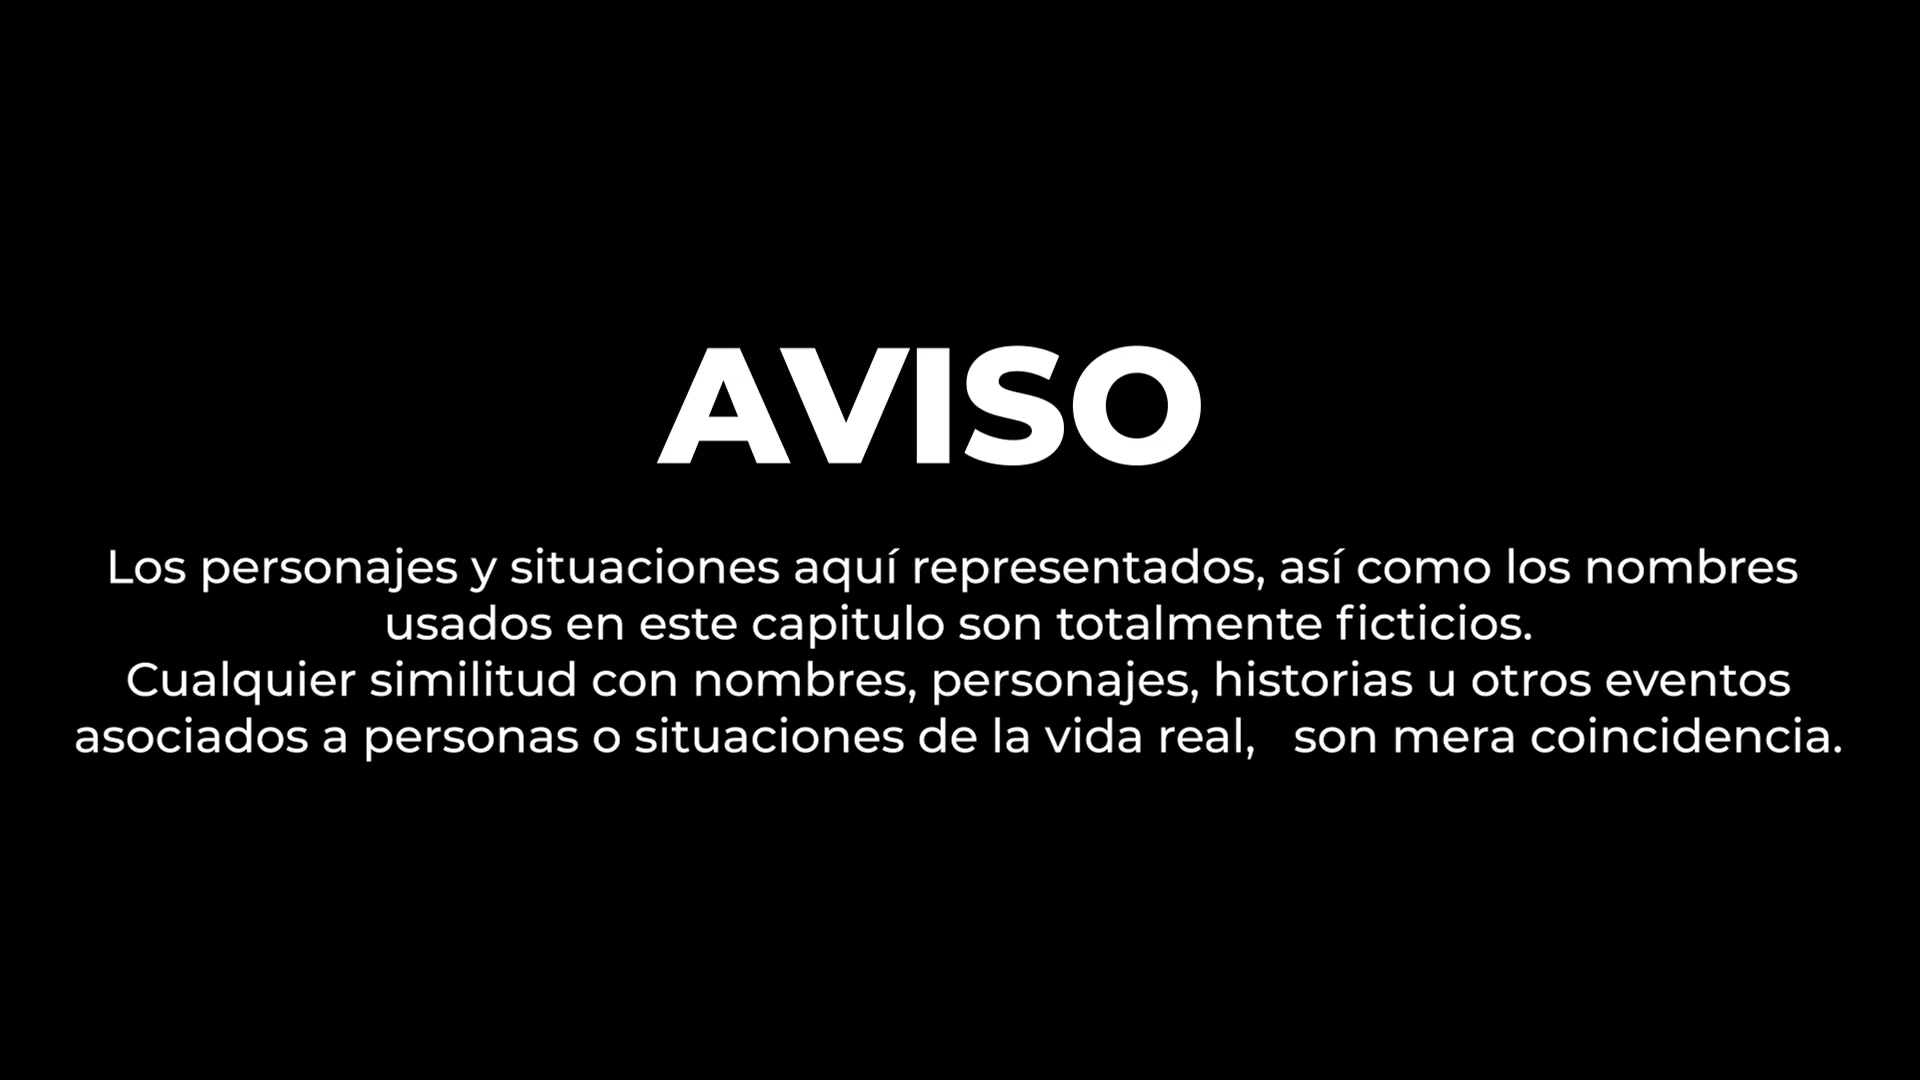 AVISO
Los personajes y situaciones aquí representados, así como los nombres
usados en este capitulo son totalmente ficticios.
Cualquier similitud con nombres, personajes, historias u otros eventos
asociados a personas o situaciones de la vida real,   son mera coincidencia.